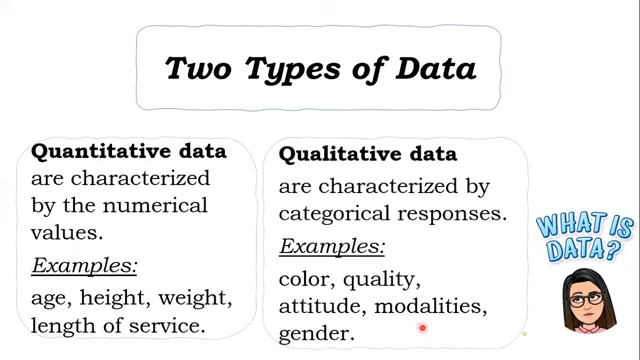 Two Types of Data
Quantitative data
are characterized
by the numerical
values.
Examples:
age, height, weight,
length of service.
Qualitative data
are characterized by
categorical responses.
Examples:
color, quality,
attitude, modalities,
gender.
WHAT IS
DATA?